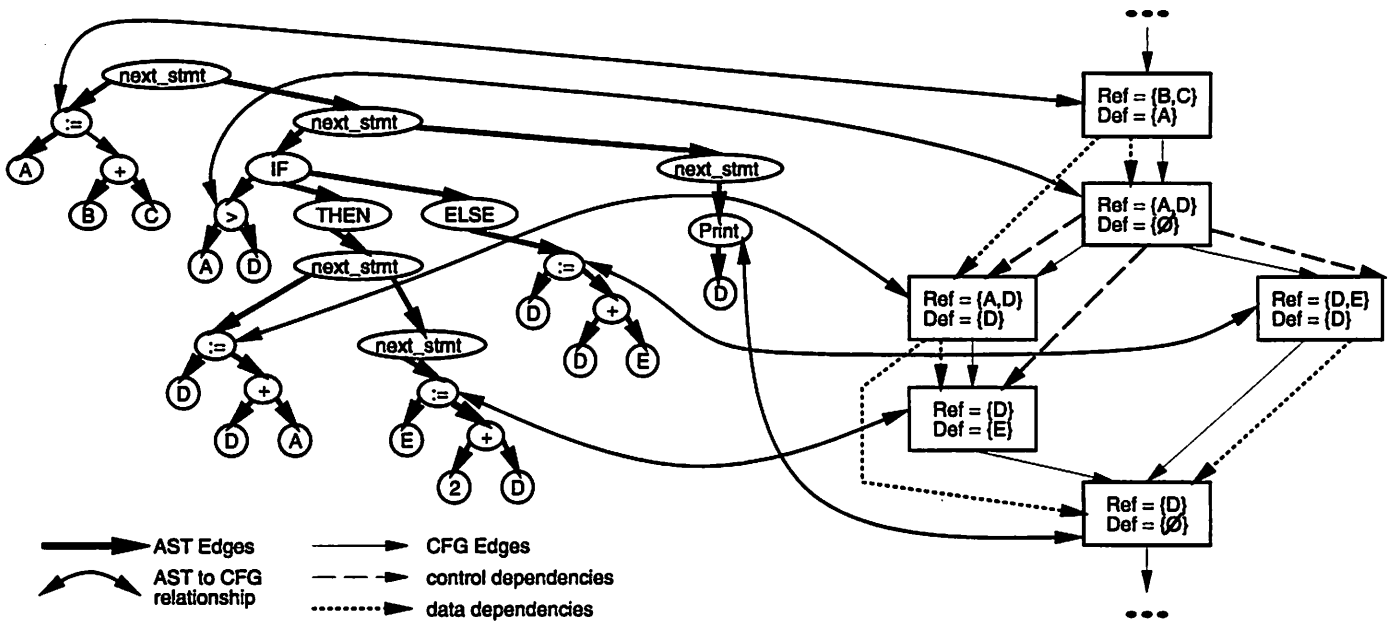 next_stmt
:=
A
+
B
C
next_stmt
IF
>
A
D
THEN
ELSE
next_stmt
Print
D
next_stmt
:=
D
+
D
A
next_stmt
:=
E
+
2
D
:=
D
+
D
E
Ref = {B,C}
Def = {A}
Ref = {A,D}
Def = {Ø}
Ref = {A,D}
Def = {D}
Ref = {D,E}
Def = {D}
Ref = {D}
Def = {E}
Ref = {D}
Def = {Ø}
AST Edges
AST to CFG
relationship
CFG Edges
control dependencies
data dependencies